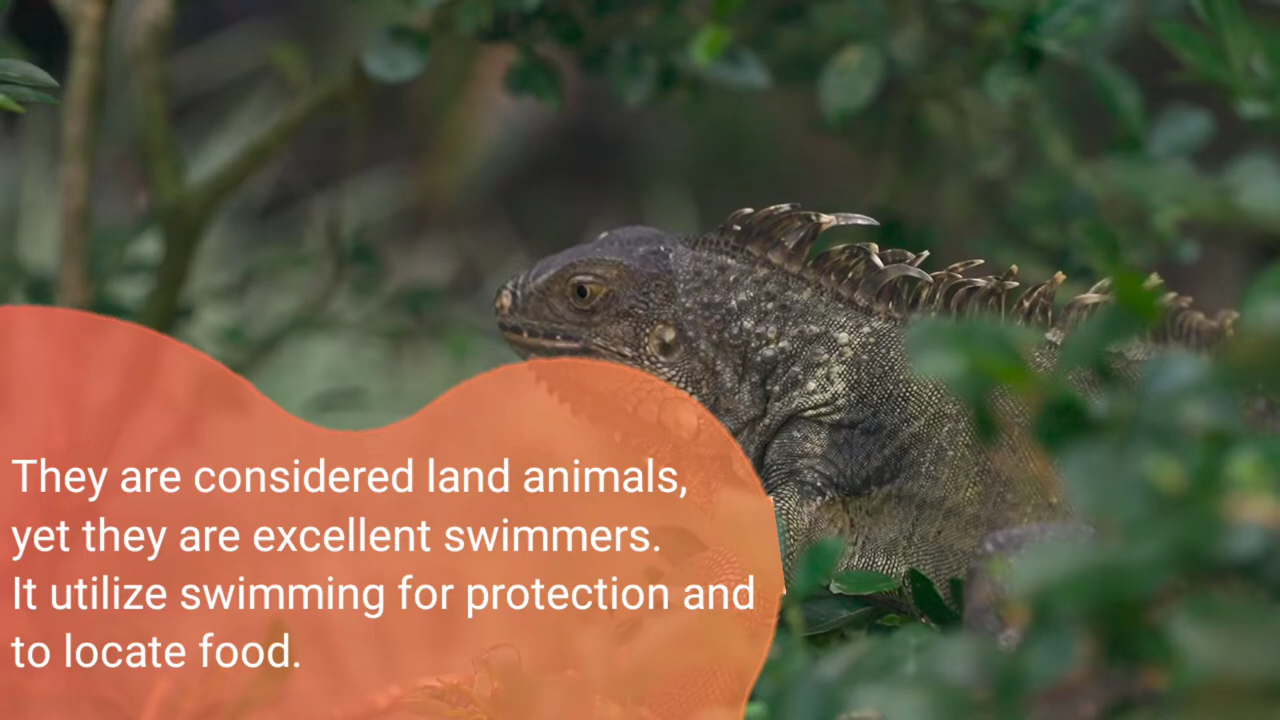 They are considered land animals,
yet they are excellent swimmers.
It utilize swimming for protection and
to locate food.